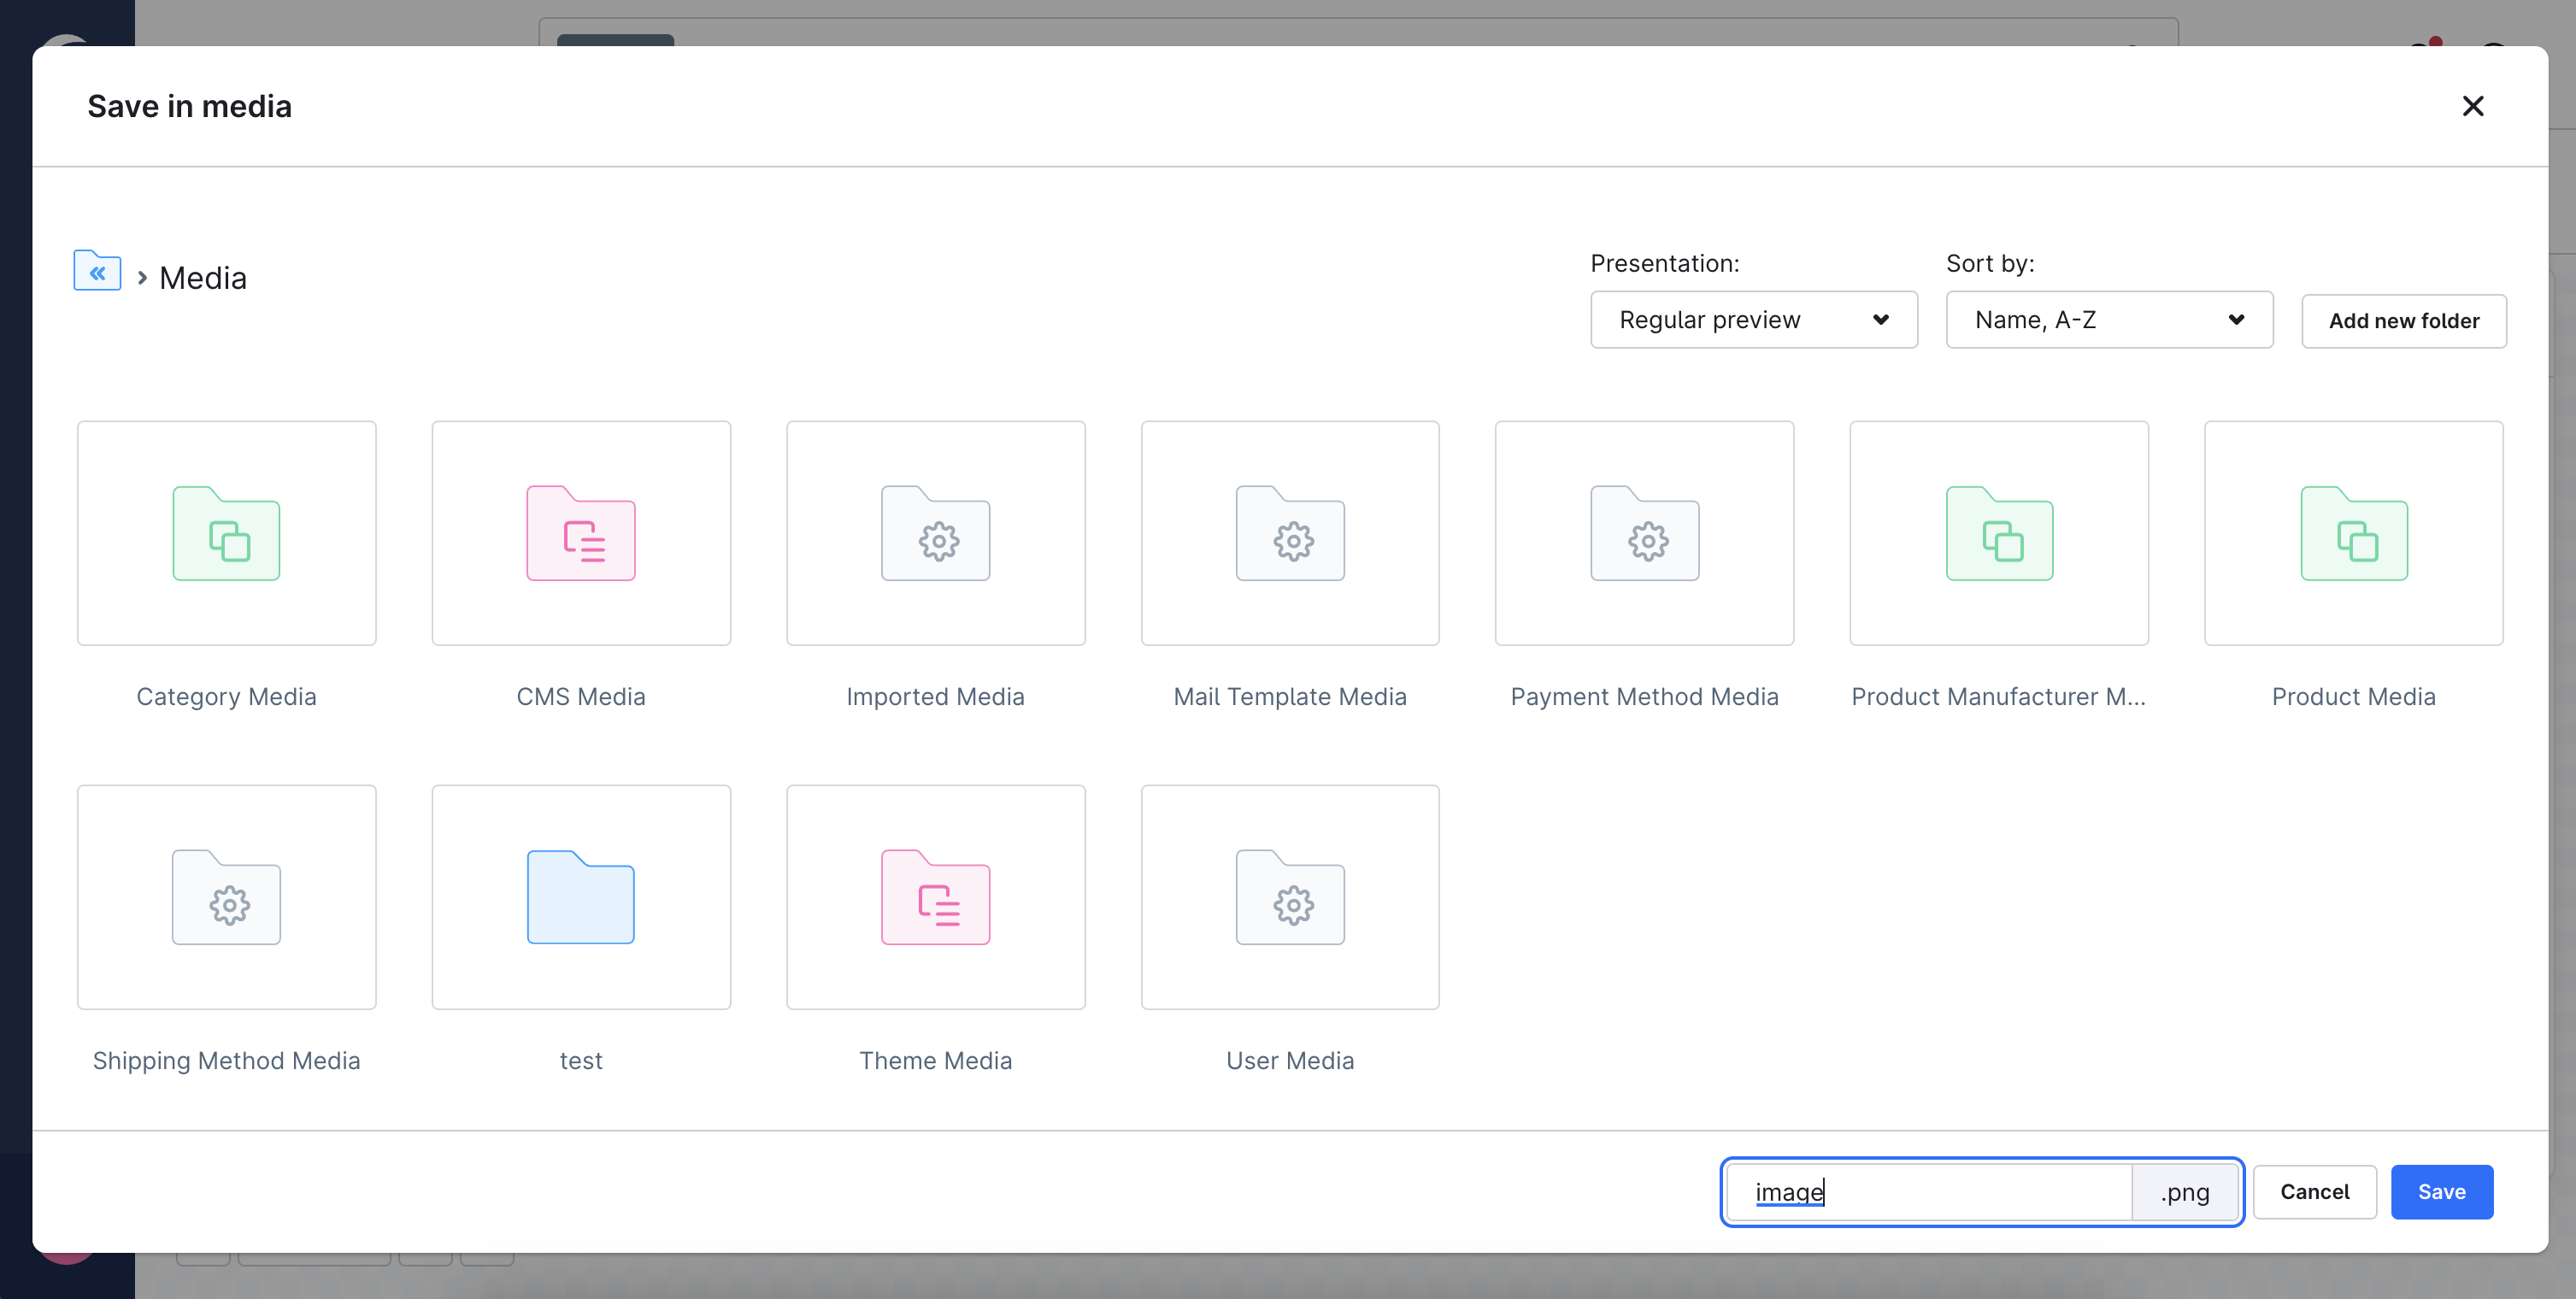 Save in media
Media
Presentation:
Sort by:
Regular preview
Name, A-Z
Add new folder
Category Media
CMS Media
Imported Media
Mail Template Media
Payment Method Media
Product Manufacturer M...
Product Media
Shipping Method Media
test
Theme Media
User Media
image
.png
Cancel
Save